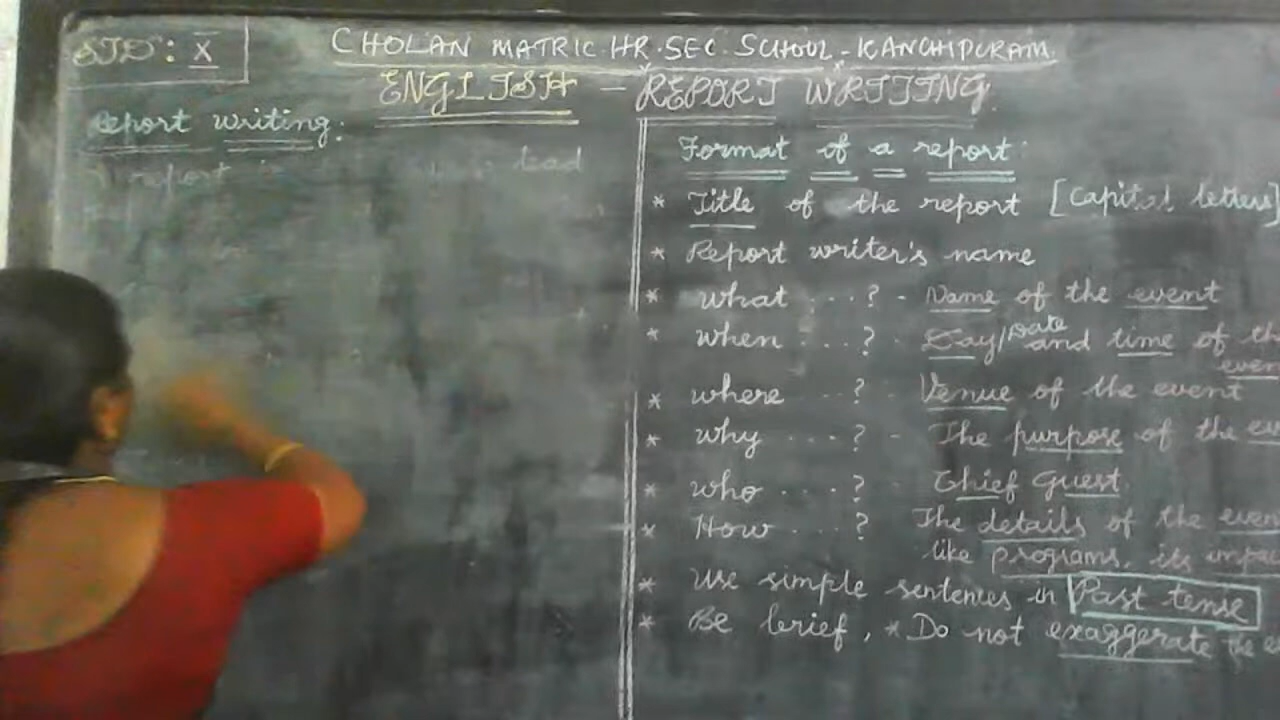 STD: X
CHOLAN MATRIC HR. SEC. SCHOOL - KANCHIPURAM.
ENGLISH - REPORT WRITING.
Report writing:
report
Format of a report:
* Title of the report [Capital letters]
* Report writer's name
* what ...? - Name of the event
* when ...? - Day/Date and time of the
event
* where ...? Venue of the event
* why ...? - The purpose of the
* who ...? Chief Guest
* How ...? The details of the
like programs, its
* Use simple sentences in Past tense
* Be brief, * Do not exaggerate the